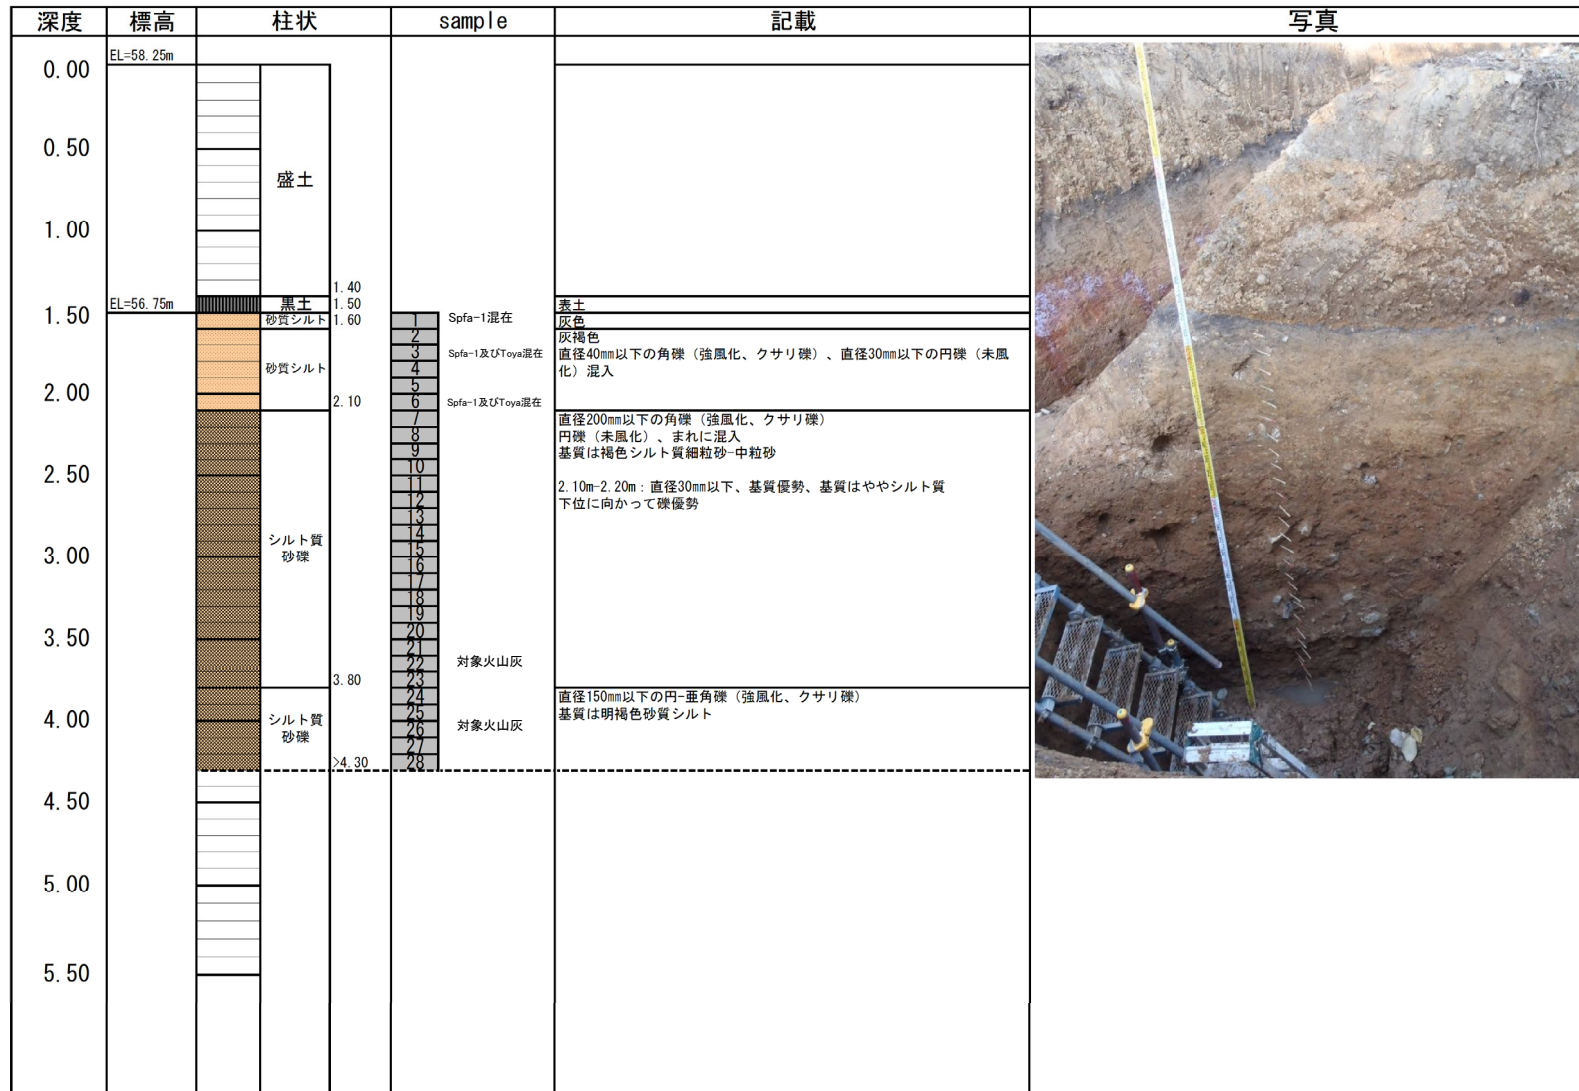 深度 標高 柱状 sample 記載 写真
EL=58.25m
0.00
0.50
盛土
1.00
1.40
EL=56.75m 黒土 1.50 表土
1.50
砂質シルト 1.60 1 Spfa-1混在 灰色
2 灰褐色
3 Spfa-1及びToya混在 直径40mm以下の角礫（強風化、クサリ礫）、直径30mm以下の円礫（未風
砂質シルト 4 化）混入
5
2.00
2.10 6 Spfa-1及びToya混在
7 直径200mm以下の角礫（強風化、クサリ礫）
8 円礫（未風化）、まれに混入
9 基質は褐色シルト質細粒砂-中粒砂
2.50 10
11 2.10m-2.20m：直径30mm以下、基質優勢、基質はややシルト質
12 下位に向かって礫優勢
13
14
シルト質
砂礫
15
3.00 16
17
18
19
20
3.50 21
22 対象火山灰
3.80 23
24 直径150mm以下の円-亜角礫（強風化、クサリ礫）
25 基質は明褐色砂質シルト
シルト質
砂礫
4.00 26 対象火山灰
27
>4.30 28
4.50
5.00
5.50